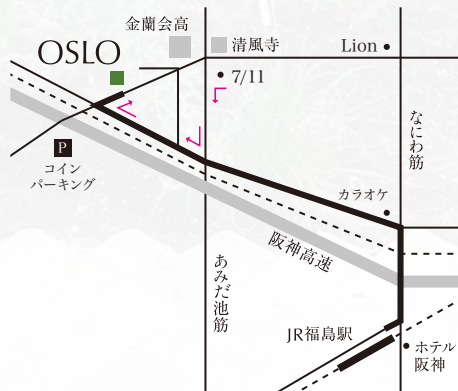 金蘭会高
清風寺
OSLO
Lion
7/11
P
コイン
パーキング
なにわ筋
カラオケ
阪神高速
あみだ池筋
JR福島駅
ホテル
阪神